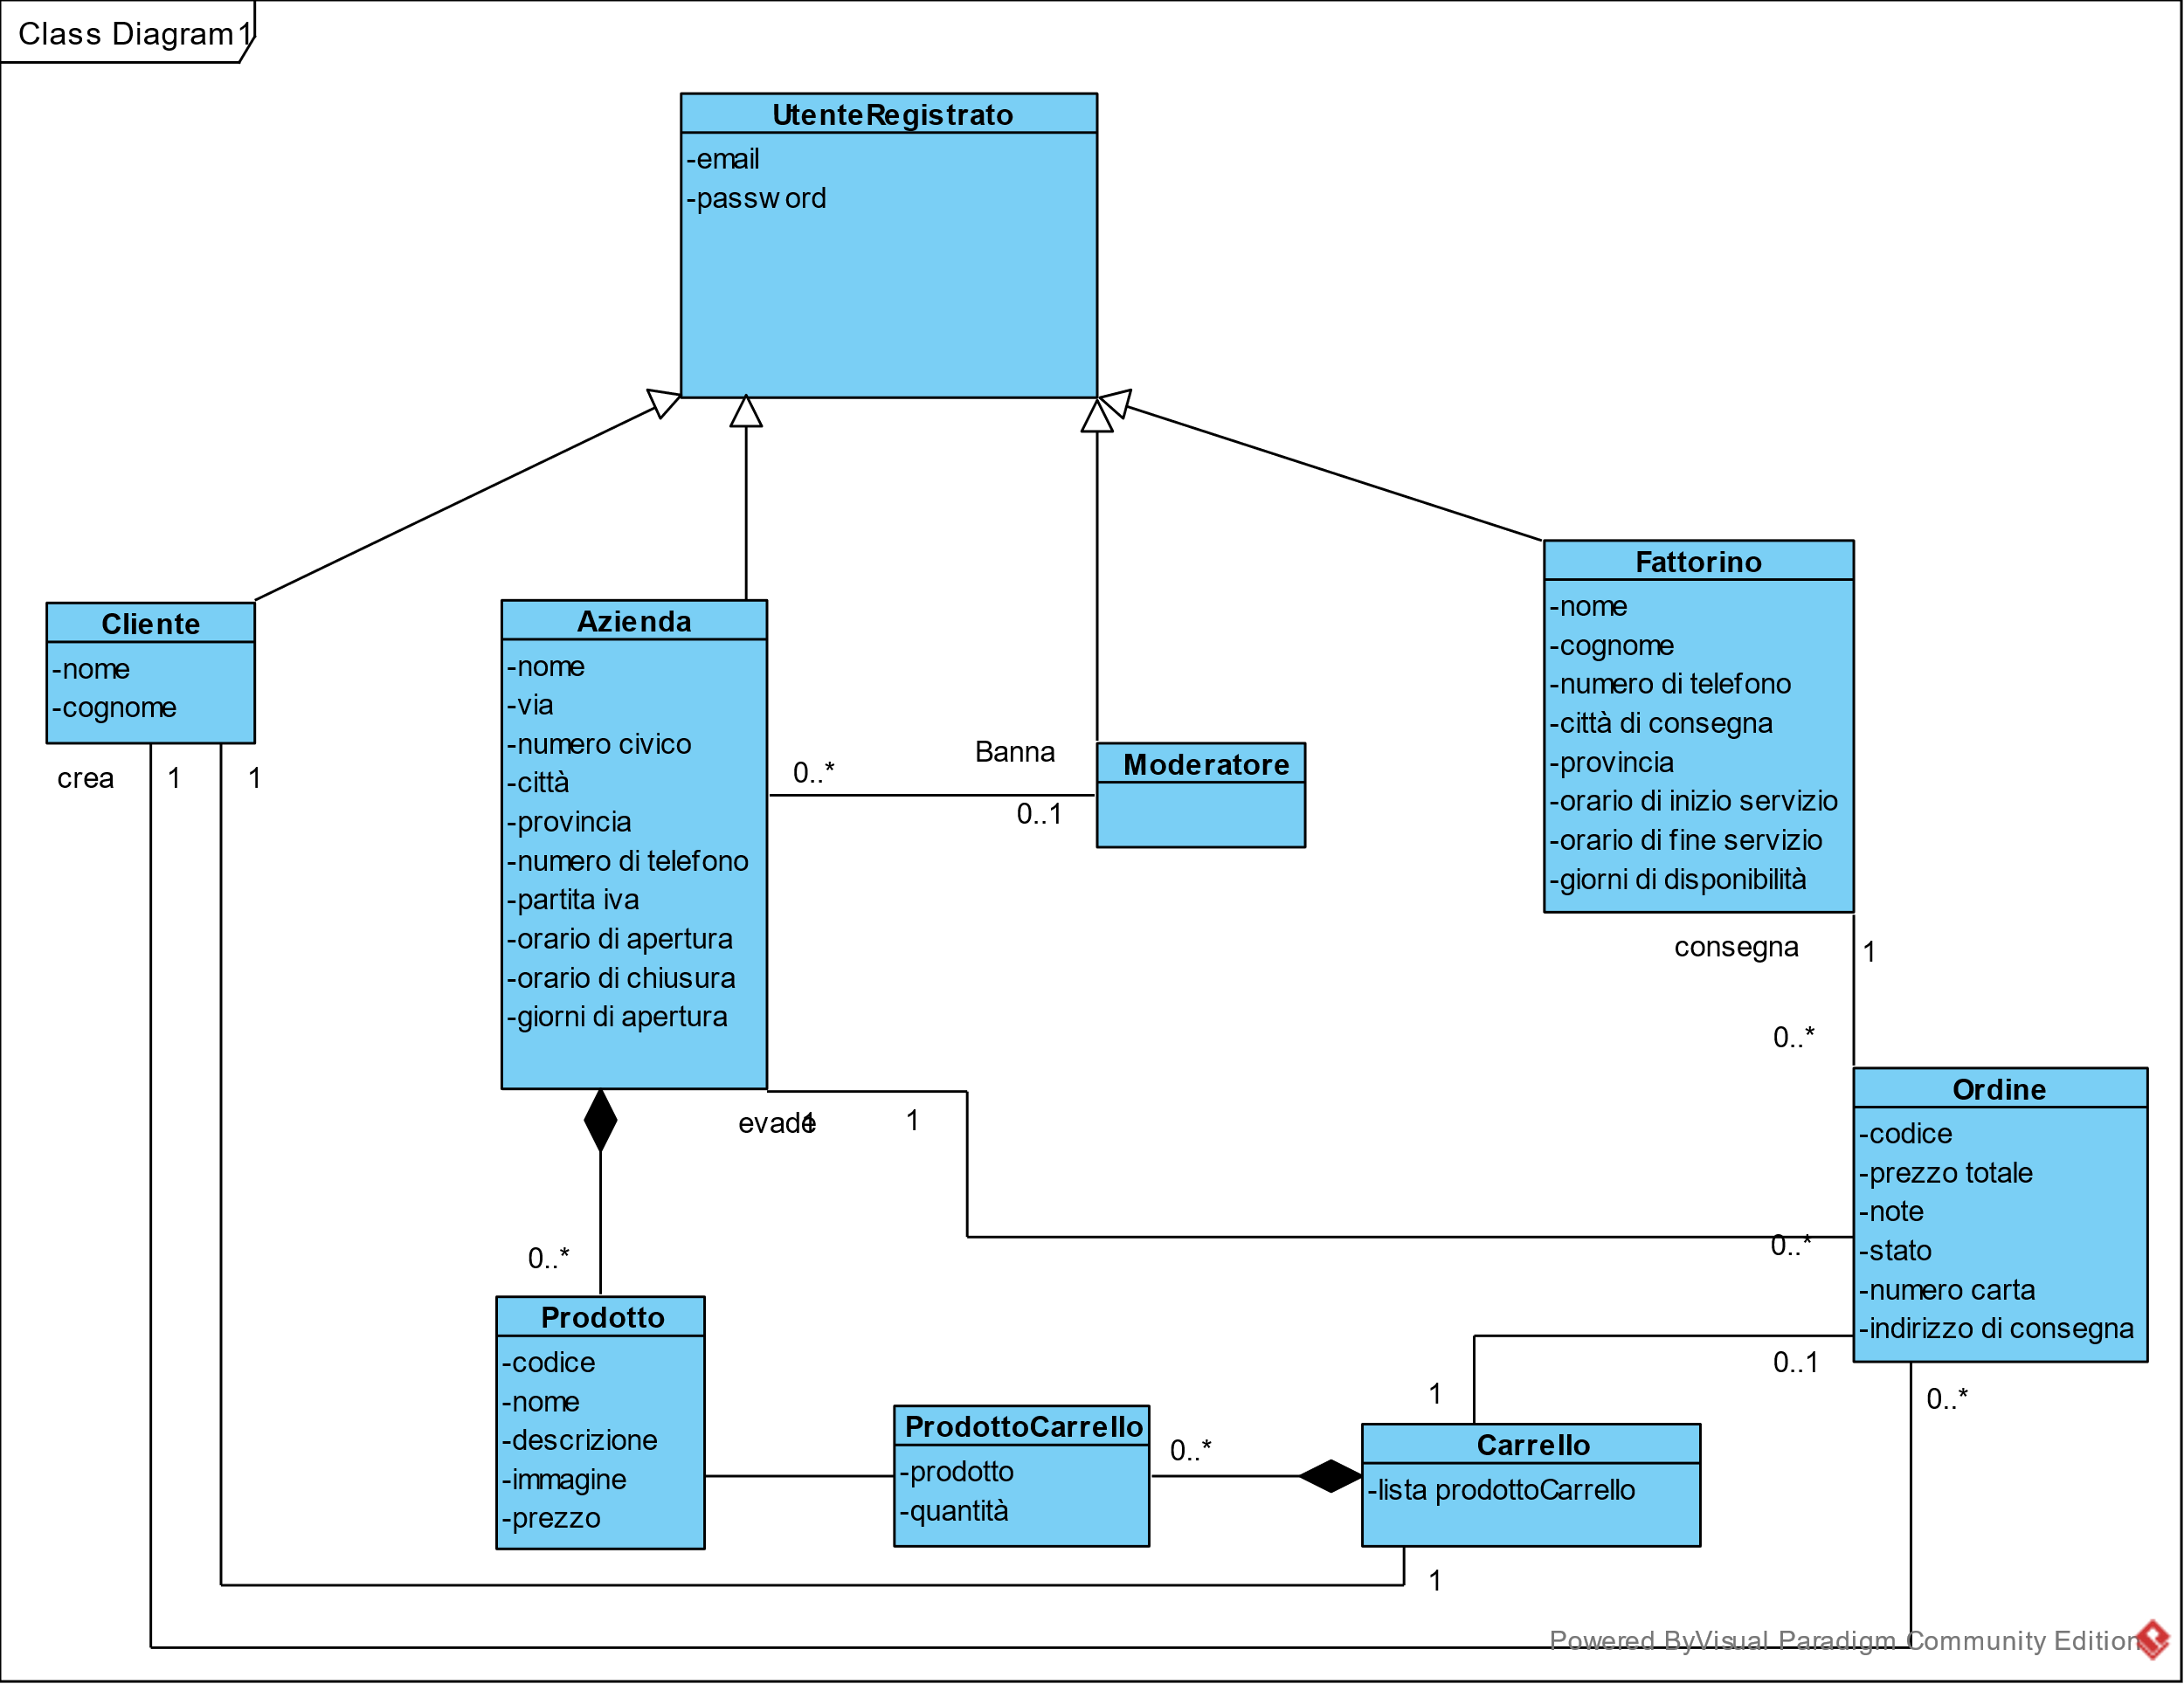 Class Diagram1
UtenteRegistrato
-email
-password
Cliente
-nome
-cognome
crea
1
1
Azienda
-nome
-via
-numero civico
-città
-provincia
-numero di telefono
-partita iva
-orario di apertura
-orario di chiusura
-giorni di apertura
0..*
Banna
0..1
Moderatore
Fattorino
-nome
-cognome
-numero di telefono
-città di consegna
-provincia
-orario di inizio servizio
-orario di fine servizio
-giorni di disponibilità
consegna
1
0..*
evade
1
1
0..*
Ordine
-codice
-prezzo totale
-note
-stato
-numero carta
-indirizzo di consegna
0..*
Prodotto
-codice
-nome
-descrizione
-immagine
-prezzo
ProdottoCarrello
-prodotto
-quantità
0..*
Carrello
-lista prodottoCarrello
1
0..1
0..*
1
Powered ByVisual Paradigm Community Edition